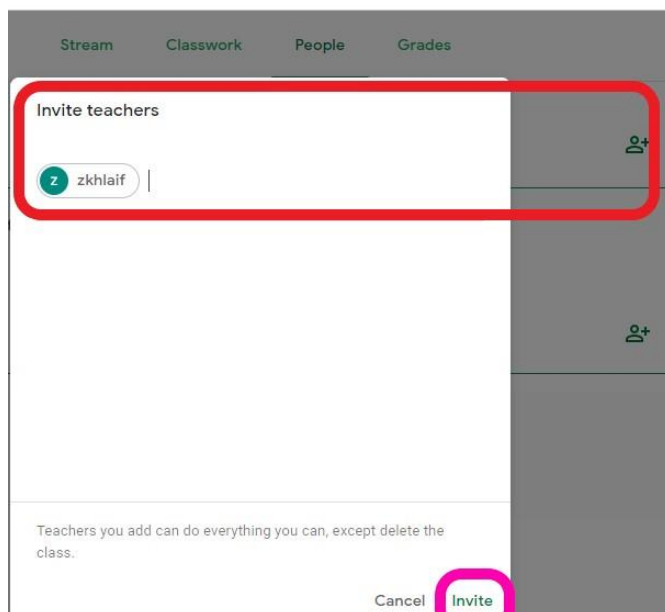 Stream Classwork People Grades
Invite teachers
z zkhlaif
Teachers you add can do everything you can, except delete the
class.
Cancel Invite